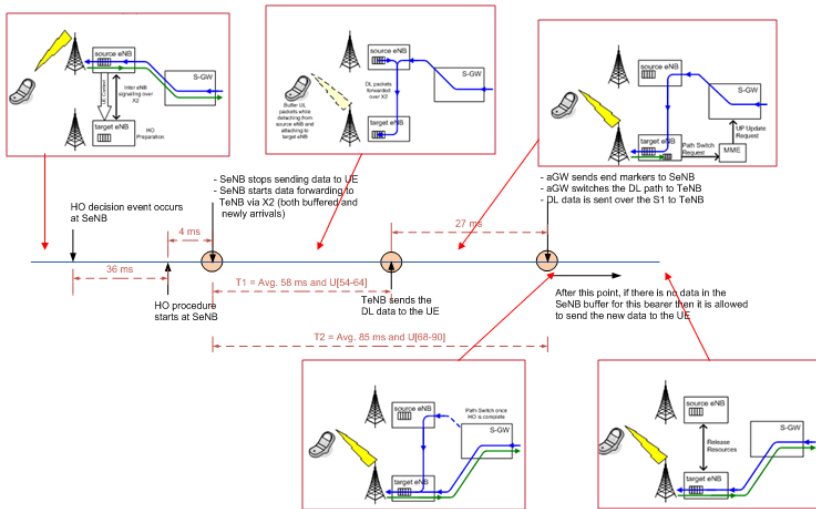 source eNB
S-GW
UE Context
Inter eNB
signalling over
X2
target eNB
HO
Preparation
source eNB
S-GW
DL packets
forwarded
over X2
Buffer UL
packets while
detaching from
source eNB and
attaching to
target eNB
target eNB
source eNB
S-GW
target eNB
Path Switch
Request
UP Update
Request
MME
- SeNB stops sending data to UE
- SeNB starts data forwarding to
TeNB via X2 (both buffered and
newly arrivals)
- aGW sends end markers to SeNB
- aGW switches the DL path to TeNB
- DL data is sent over the S1 to TeNB
HO decision event occurs
at SeNB
4 ms
27 ms
36 ms
T1 = Avg. 58 ms and U[54-64]
HO procedure
starts at SeNB
TeNB sends the
DL data to the UE
After this point, if there is no data in the
SeNB buffer for this bearer then it is allowed
to send the new data to the UE
T2 = Avg. 85 ms and U[68-90]
source eNB
Path Switch once
HO is complete
S-GW
target eNB
source eNB
S-GW
Release
Resources
target eNB